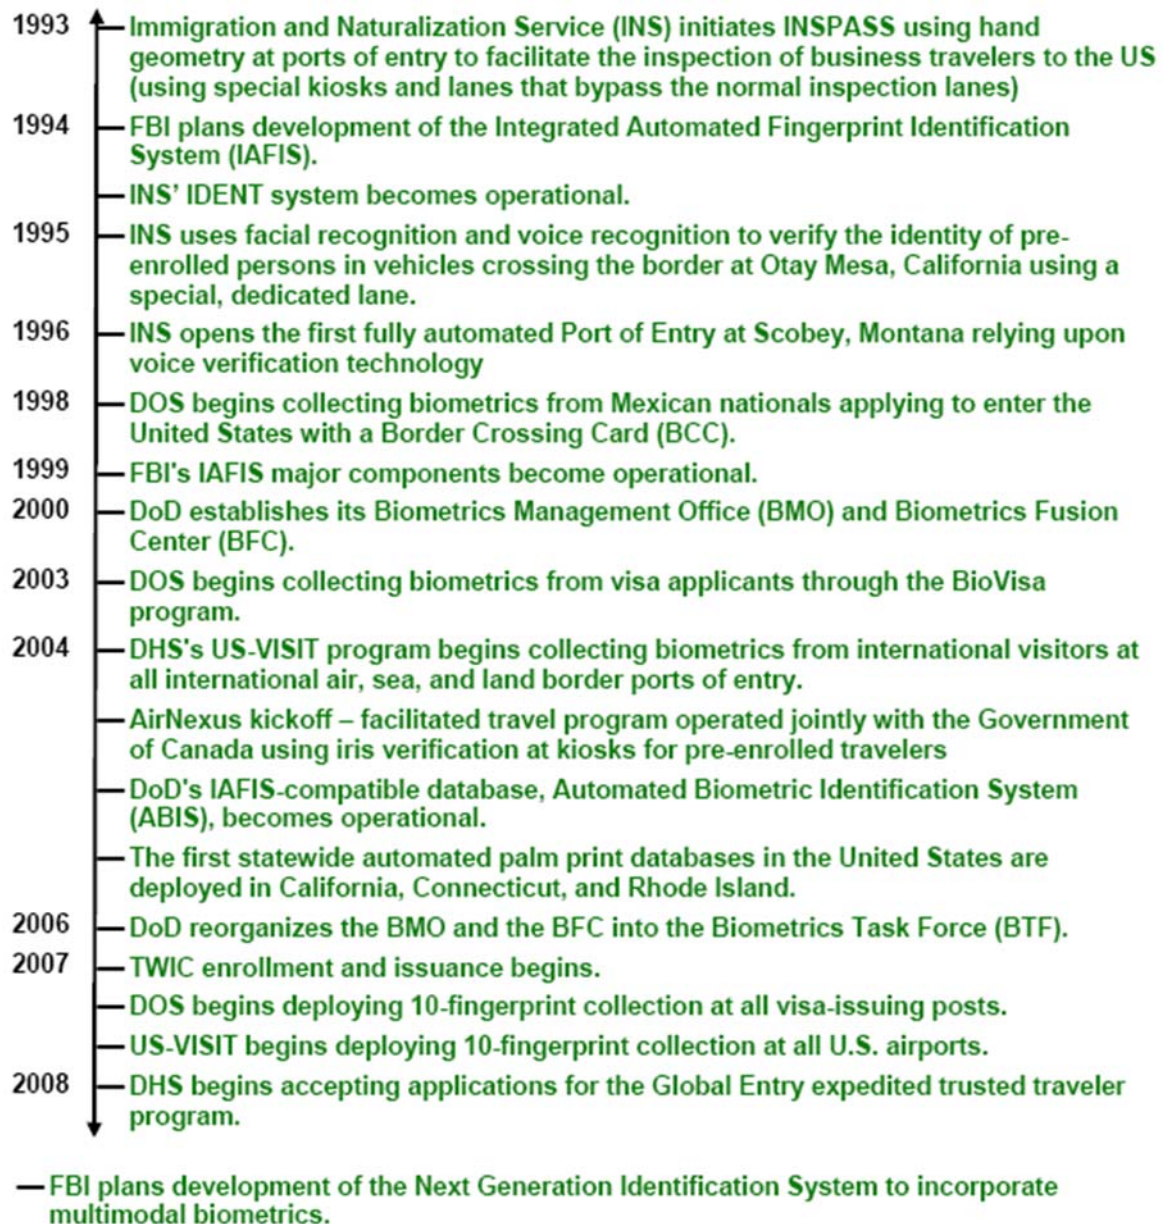 1993 Immigration and Naturalization Service (INS) initiates INSPASS using hand
geometry at ports of entry to facilitate the inspection of business travelers to the US
(using special kiosks and lanes that bypass the normal inspection lanes)
1994 FBI plans development of the Integrated Automated Fingerprint Identification
System (IAFIS).
INS' IDENT system becomes operational.
1995 INS uses facial recognition and voice recognition to verify the identity of pre-
enrolled persons in vehicles crossing the border at Otay Mesa, California using a
special, dedicated lane.
1996 INS opens the first fully automated Port of Entry at Scobey, Montana relying upon
voice verification technology
1998 DOS begins collecting biometrics from Mexican nationals applying to enter the
United States with a Border Crossing Card (BCC).
1999 FBI's IAFIS major components become operational.
2000 DoD establishes its Biometrics Management Office (BMO) and Biometrics Fusion
Center (BFC).
2003 DOS begins collecting biometrics from visa applicants through the BioVisa
program.
2004 DHS's US-VISIT program begins collecting biometrics from international visitors at
all international air, sea, and land border ports of entry.
AirNexus kickoff – facilitated travel program operated jointly with the Government
of Canada using iris verification at kiosks for pre-enrolled travelers
DoD's IAFIS-compatible database, Automated Biometric Identification System
(ABIS), becomes operational.
The first statewide automated palm print databases in the United States are
deployed in California, Connecticut, and Rhode Island.
2006 DoD reorganizes the BMO and the BFC into the Biometrics Task Force (BTF).
2007 TWIC enrollment and issuance begins.
DOS begins deploying 10-fingerprint collection at all visa-issuing posts.
US-VISIT begins deploying 10-fingerprint collection at all U.S. airports.
2008 DHS begins accepting applications for the Global Entry expedited trusted traveler
program.
FBI plans development of the Next Generation Identification System to incorporate
multimodal biometrics.